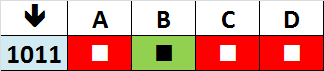 🡻 A B C D
1011 ■ ■ ■ ■